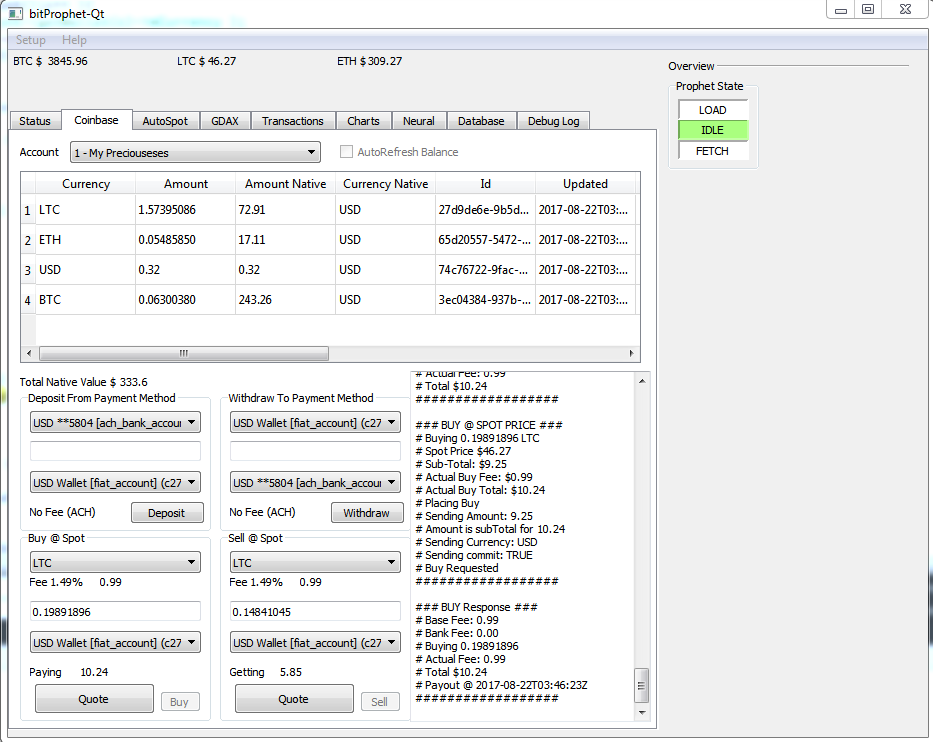 bitProphet-Qt
Setup Help
BTC $ 3845.96 LTC $ 46.27 ETH $ 309.27
Overview
Prophet State
LOAD
IDLE
FETCH
Status Coinbase AutoSpot GDAX Transactions Charts Neural Database Debug Log
Account 1 - My Preciouseses AutoRefresh Balance
Currency Amount Amount Native Currency Native Id Updated
1 LTC 1.57395086 72.91 USD 27d9de6e-9b5d... 2017-08-22T03:...
2 ETH 0.05485850 17.11 USD 65d20557-5472-... 2017-08-22T03:...
3 USD 0.32 0.32 USD 74c76722-9fac-... 2017-08-22T03:...
4 BTC 0.06300380 243.26 USD 3ec04384-937b-... 2017-08-22T03:...
Total Native Value $ 333.6
Deposit From Payment Method
USD **5804 [ach_bank_accou
USD Wallet [fiat_account] (c27
No Fee (ACH) Deposit
Withdraw To Payment Method
USD Wallet [fiat_account] (c27
USD **5804 [ach_bank_accou
No Fee (ACH) Withdraw
Buy @ Spot
LTC
Fee 1.49% 0.99
0.19891896
USD Wallet [fiat_account] (c27
Paying 10.24
Quote Buy
Sell @ Spot
LTC
Fee 1.49% 0.99
0.14841045
USD Wallet [fiat_account] (c27
Getting 5.85
Quote Sell
# Actual Fee: 0.99
# Total $10.24
##################
### BUY @ SPOT PRICE ###
# Buying 0.19891896 LTC
# Spot Price $46.27
# Sub-Total: $9.25
# Actual Buy Fee: $0.99
# Actual Buy Total: $10.24
# Placing Buy
# Sending Amount: 9.25
# Amount is subTotal for 10.24
# Sending Currency: USD
# Sending commit: TRUE
# Buy Requested
##################
### BUY Response ###
# Base Fee: 0.99
# Bank Fee: 0.00
# Buying 0.19891896
# Actual Fee: 0.99
# Total $10.24
# Payout @ 2017-08-22T03:46:23Z
##################